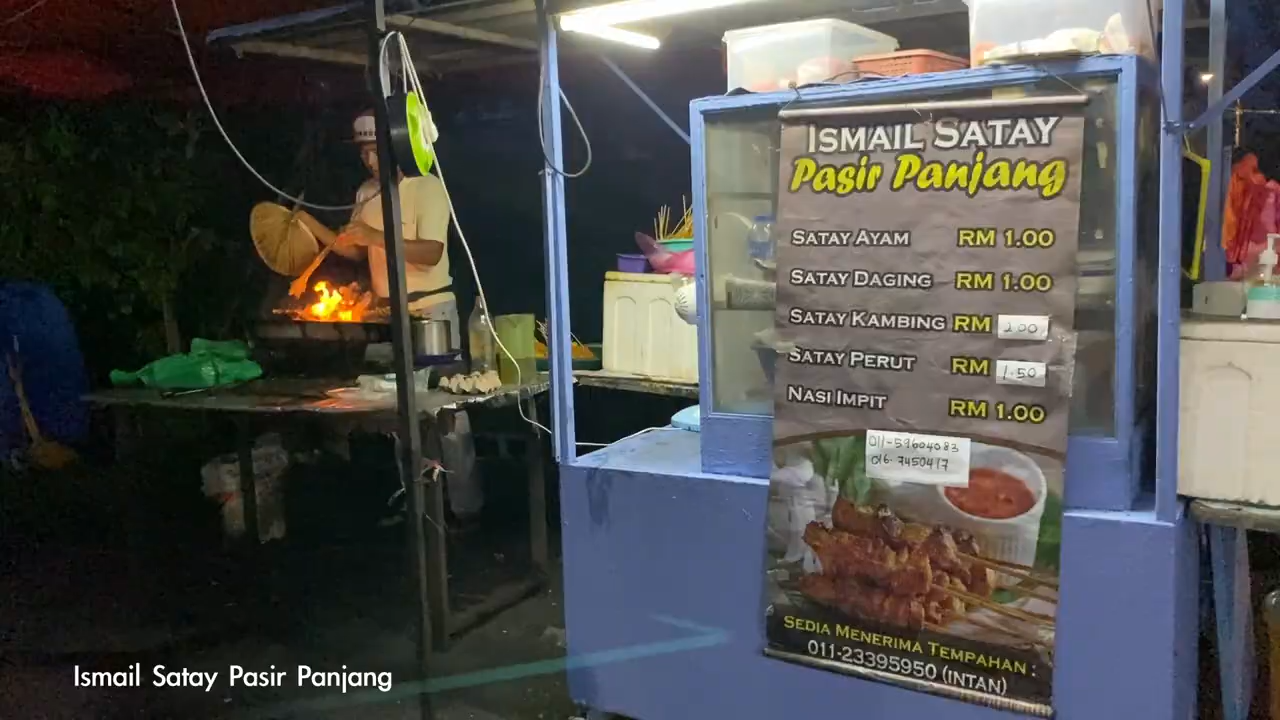 ISMAIL SATAY
Pasir Panjang
SATAY AYAM RM 1.00
SATAY DAGING RM 1.00
SATAY KAMBING RM 2.00
SATAY PERUT RM 1.50
NASI IMPIT RM 1.00
011-59604083
016-7450417
SEDIA MENERIMA TEMPAHAN :
011-23395950 (INTAN)
Ismail Satay Pasir Panjang